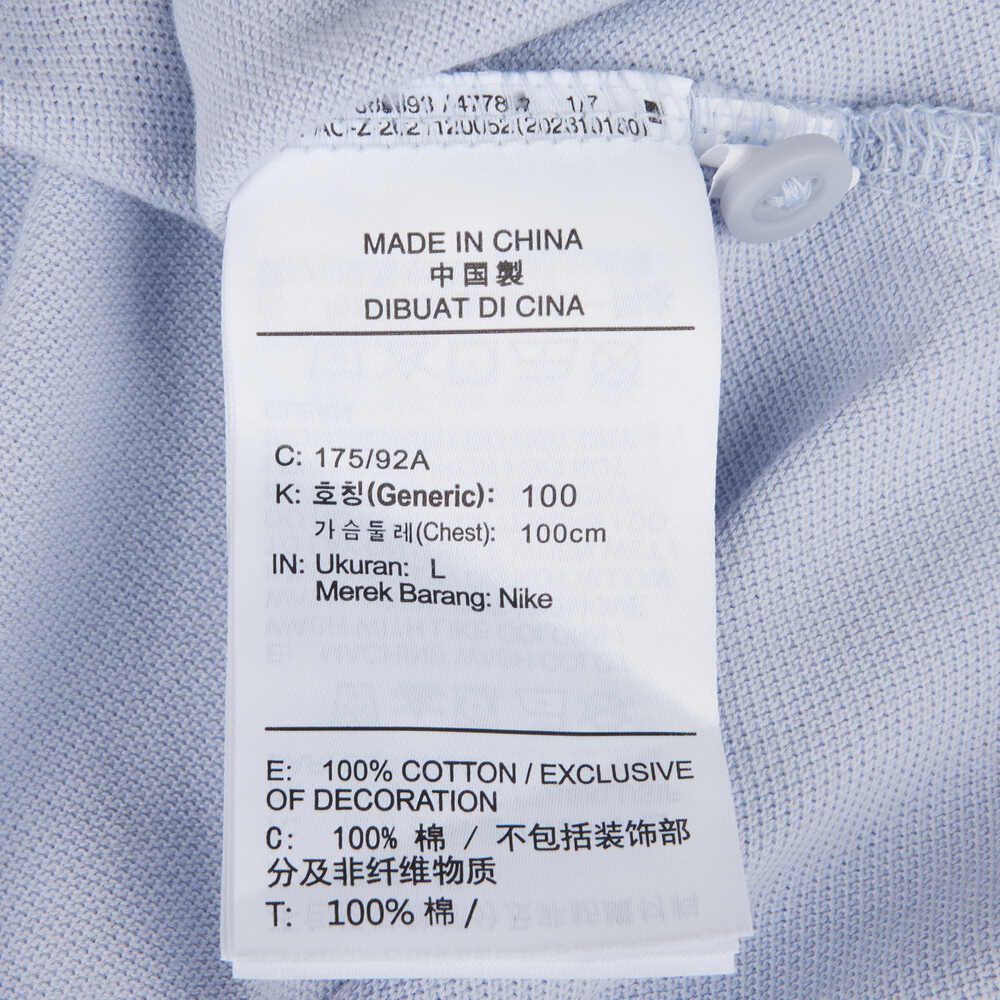 1/7
MADE IN CHINA
中国製
DIBUAT DI CINA
C: 175/92A
K: 호칭(Generic): 100
가슴둘레(Chest): 100cm
IN: Ukuran: L
Merek Barang: Nike
E: 100% COTTON / EXCLUSIVE
OF DECORATION
C: 100% 棉 / 不包括装饰部
分及非纤维物质
T: 100% 棉 /